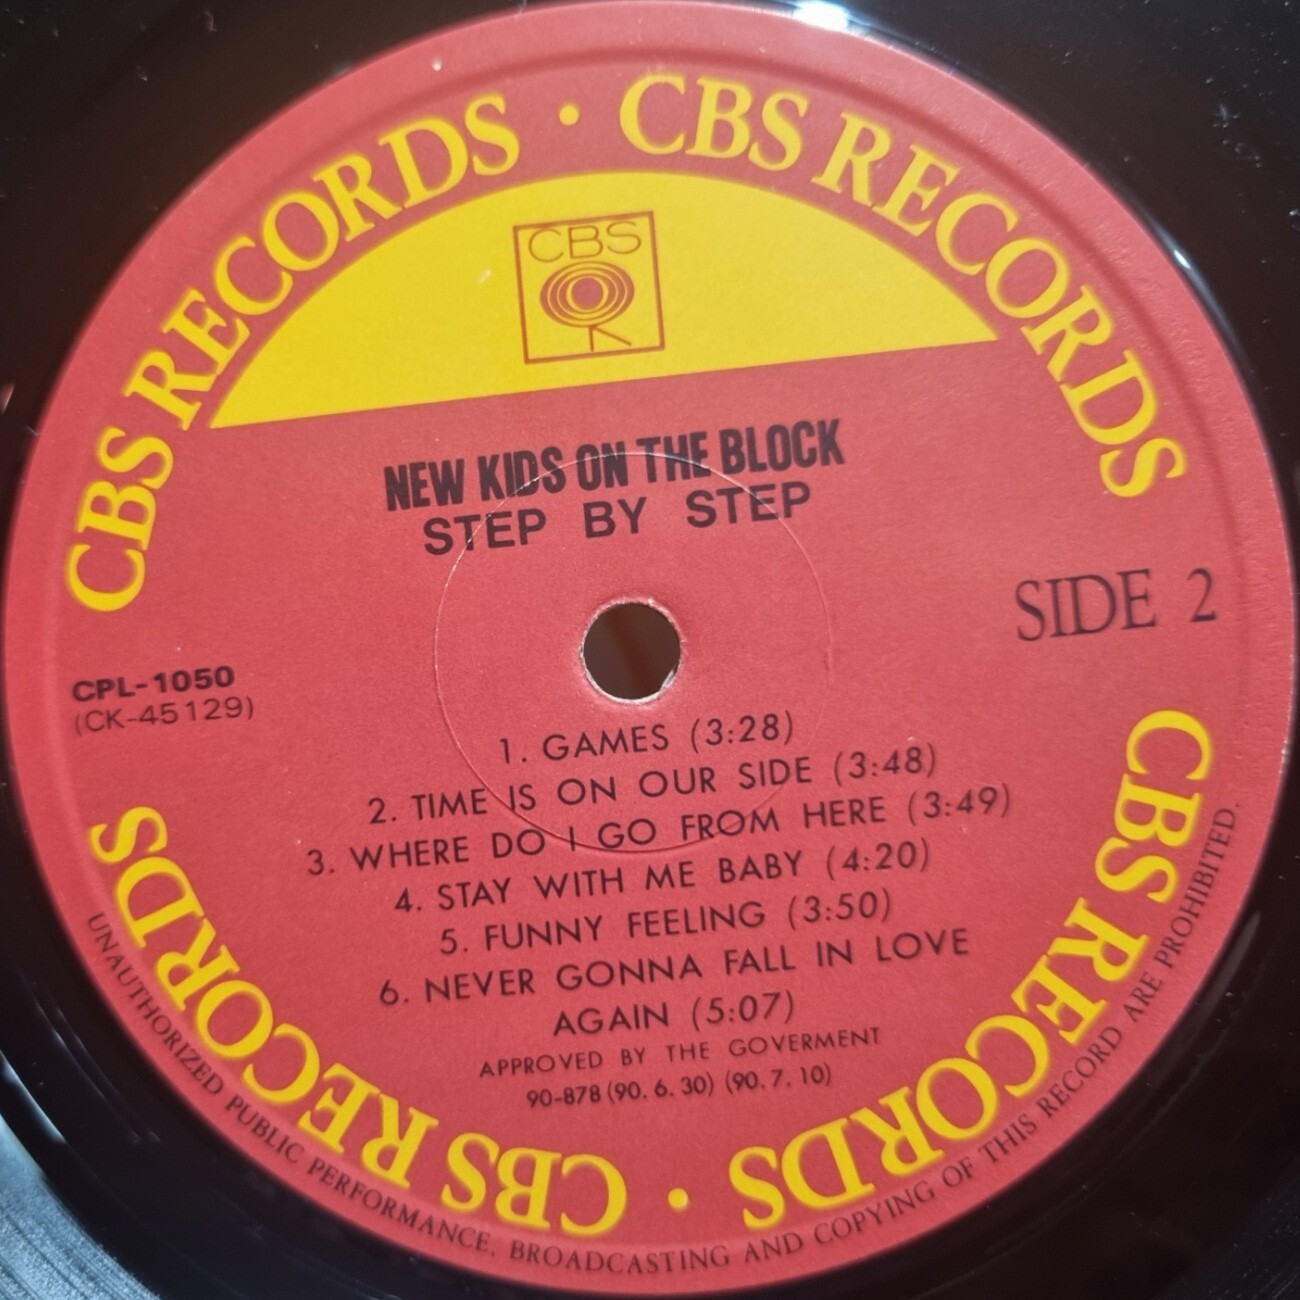 CBS RECORDS · CBS RECORDS
CBS
NEW KIDS ON THE BLOCK
STEP BY STEP
SIDE 2
CPL-1050
(CK-45129)
1. GAMES (3:28)
2. TIME IS ON OUR SIDE (3:48)
3. WHERE DO I GO FROM HERE (3:49)
4. STAY WITH ME BABY (4:20)
5. FUNNY FEELING (3:50)
6. NEVER GONNA FALL IN LOVE
AGAIN (5:07)
APPROVED BY THE GOVERMENT
90-878 (90. 6. 30) (90. 7. 10)
CBS RECORDS · CBS RECORDS
UNAUTHORIZED PUBLIC PERFORMANCE, BROADCASTING AND COPYING OF THIS RECORD ARE PROHIBITED.